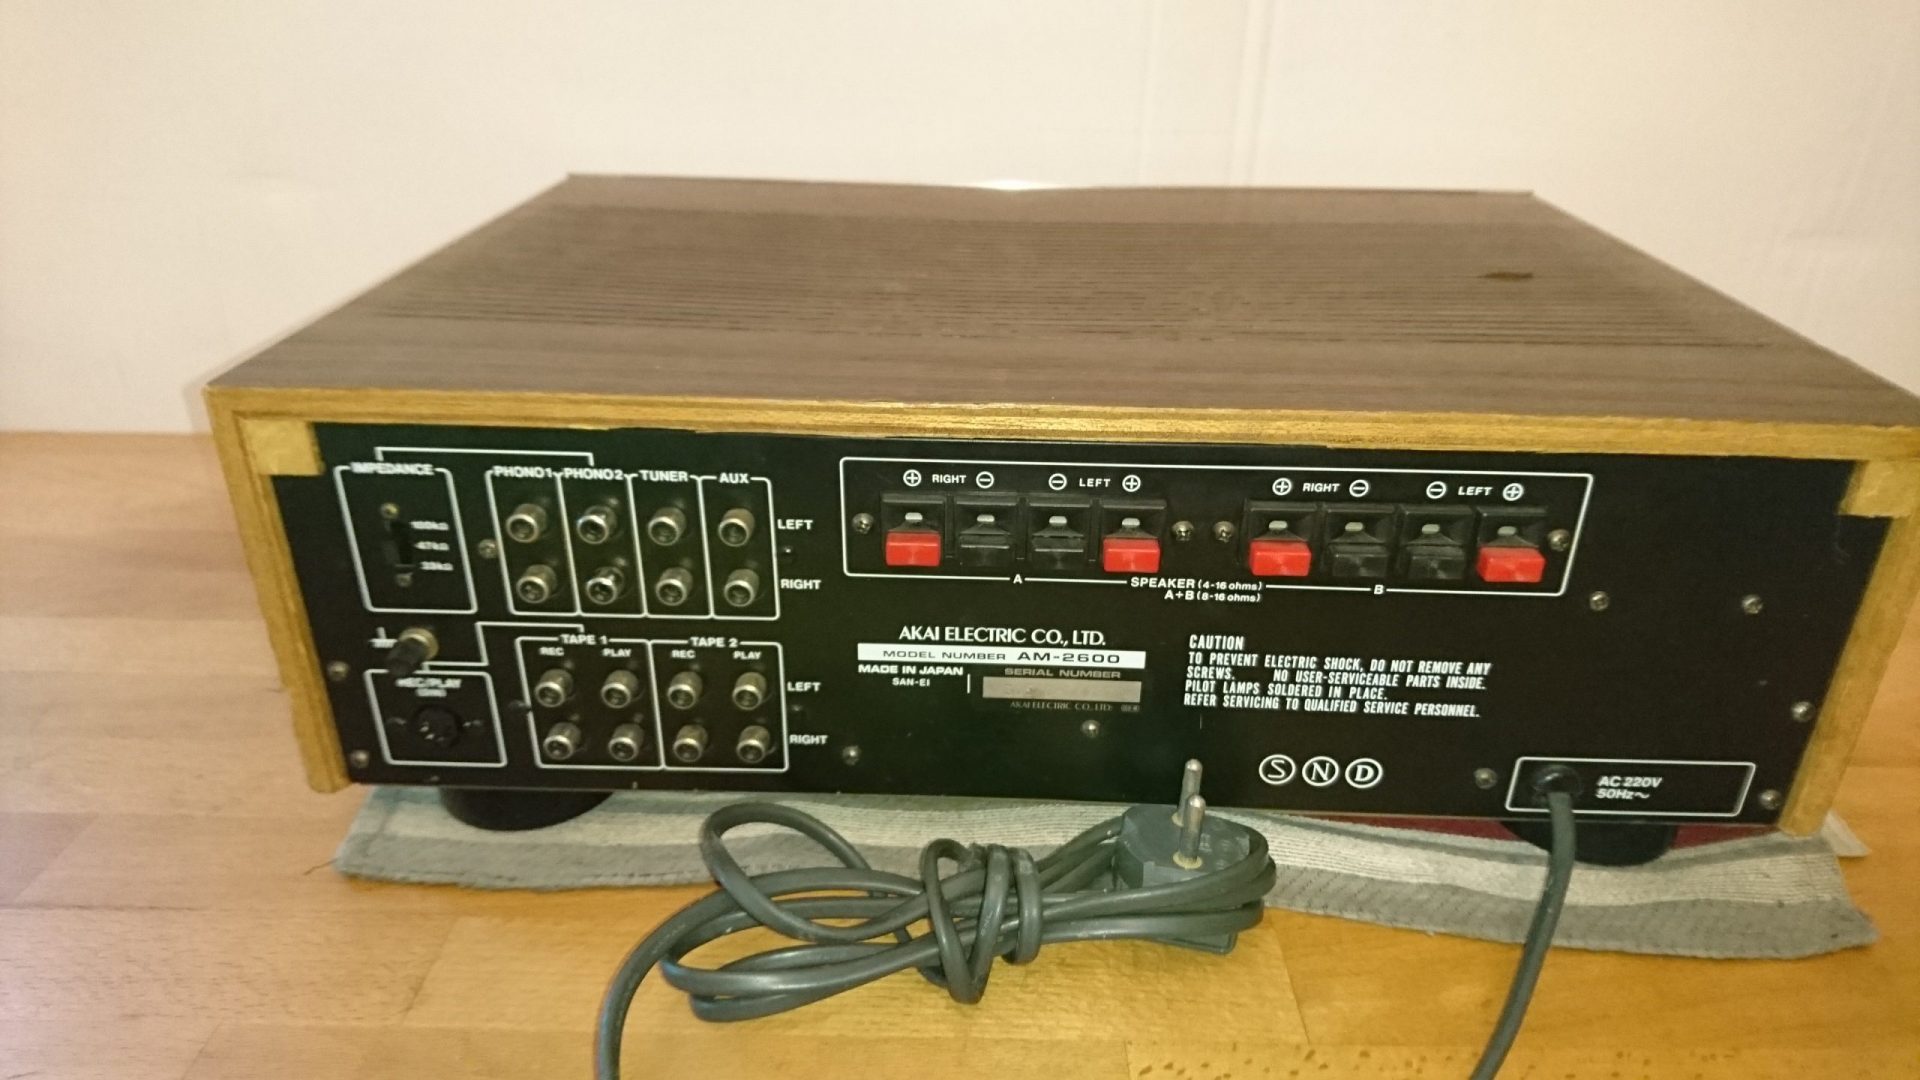 IMPEDANCE
100kΩ
47kΩ
33kΩ
PHONO 1 PHONO 2 TUNER AUX
LEFT
RIGHT
REC/PLAY
(DIN)
TAPE 1 TAPE 2
REC PLAY REC PLAY
LEFT
RIGHT
⊕ RIGHT ⊖ ⊖ LEFT ⊕ ⊕ RIGHT ⊖ ⊖ LEFT ⊕
A SPEAKER (4-16 ohms) B
A+B (8-16 ohms)
AKAI ELECTRIC CO., LTD.
MODEL NUMBER AM-2600
MADE IN JAPAN
SAN-EI
SERIAL NUMBER
AKAI ELECTRIC CO., LTD.
CAUTION
TO PREVENT ELECTRIC SHOCK, DO NOT REMOVE ANY
SCREWS. NO USER-SERVICEABLE PARTS INSIDE.
PILOT LAMPS SOLDERED IN PLACE.
REFER SERVICING TO QUALIFIED SERVICE PERSONNEL.
S N D
AC 220V
50Hz~